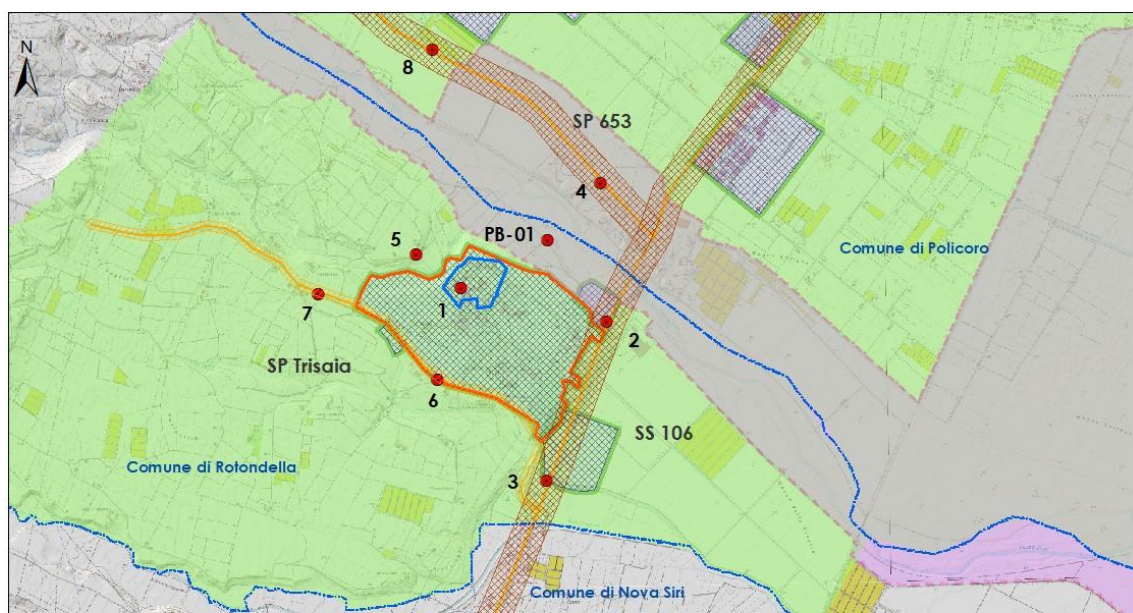 N
8
SP 653
4
5
PB-01
Comune di Policoro
1
7
2
SP Trisaia
6
SS 106
Comune di Rotondella
3
Comune di Nova Siri